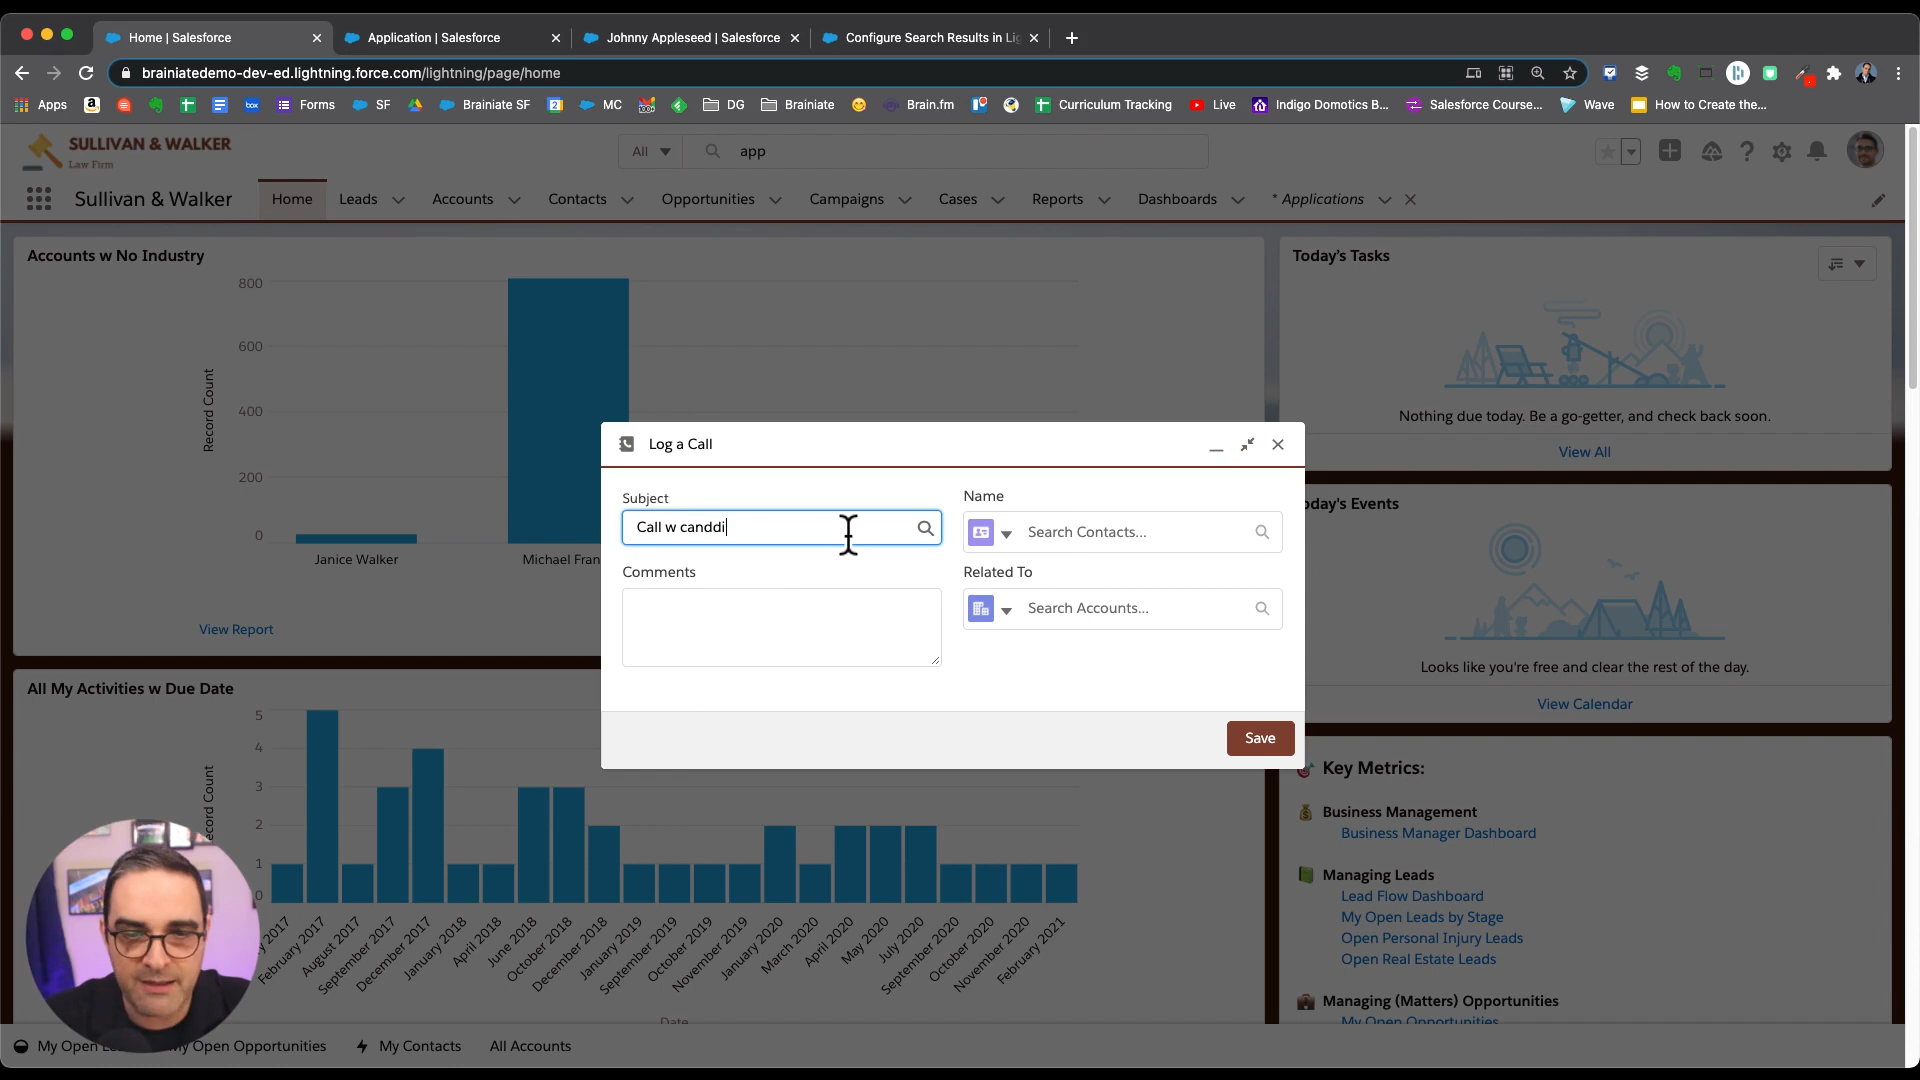 Home | Salesforce
Application | Salesforce
Johnny Appleseed | Salesforce
Configure Search Results in Lig
brainiatedemo-dev-ed.lightning.force.com/lightning/page/home
Apps
box
Forms
SF
Brainiate SF
2
MC
DG
Brainiate
Brain.fm
Curriculum Tracking
Live
Indigo Domotics B...
Salesforce Course...
Wave
How to Create the...
SULLIVAN & WALKER
Law Firm
All
app
Sullivan & Walker
Home
Leads
Accounts
Contacts
Opportunities
Campaigns
Cases
Reports
Dashboards
* Applications
Accounts w No Industry
Record Count
800
600
400
200
0
Janice Walker
Michael Fran
View Report
Today's Tasks
Nothing due today. Be a go-getter, and check back soon.
View All
Log a Call
Subject
Call w canddi
Name
Search Contacts...
Comments
Related To
Search Accounts...
Save
oday's Events
Looks like you're free and clear the rest of the day.
View Calendar
All My Activities w Due Date
ecord Count
5
4
3
2
1
0
y 2017
February 2017
August 2017
September 2017
December 2017
January 2018
April 2018
June 2018
October 2018
December 2018
January 2019
September 2019
October 2019
November 2019
January 2020
March 2020
April 2020
May 2020
July 2020
September 2020
October 2020
November 2020
February 2021
Date
Key Metrics:
Business Management
Business Manager Dashboard
Managing Leads
Lead Flow Dashboard
My Open Leads by Stage
Open Personal Injury Leads
Open Real Estate Leads
Managing (Matters) Opportunities
My Open Opportunities
My Open Le
My Open Opportunities
My Contacts
All Accounts